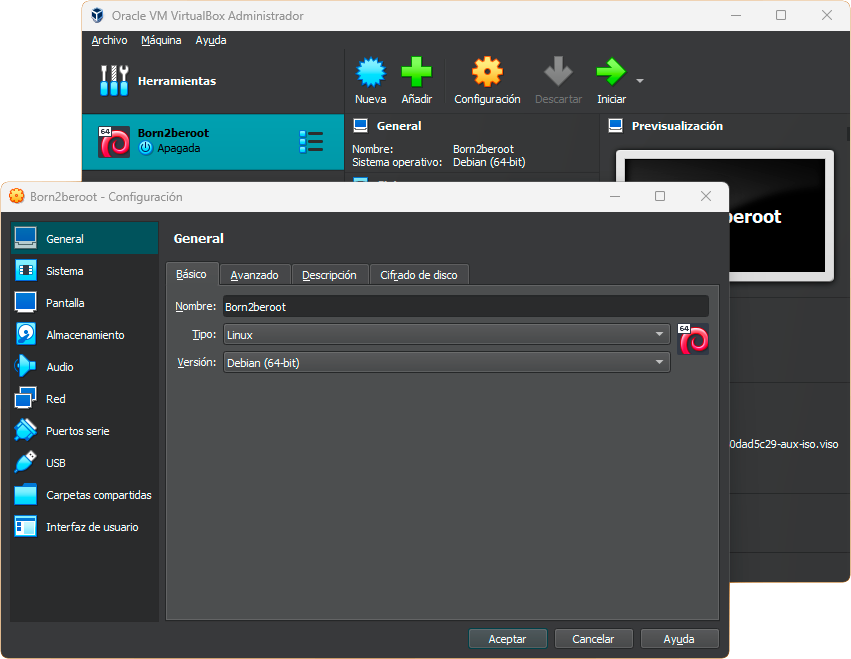 Oracle VM VirtualBox Administrador
Archivo Máquina Ayuda
Herramientas
Nueva Añadir Configuración Descartar Iniciar
64
Born2beroot
Apagada
General
Nombre: Born2beroot
Sistema operativo: Debian (64-bit)
Previsualización
beroot
0dad5c29-aux-iso.viso
Born2beroot - Configuración
General
Sistema
Pantalla
Almacenamiento
Audio
Red
Puertos serie
USB
Carpetas compartidas
Interfaz de usuario
General
Básico Avanzado Descripción Cifrado de disco
Nombre: Born2beroot
Tipo: Linux
64
Versión: Debian (64-bit)
Aceptar Cancelar Ayuda